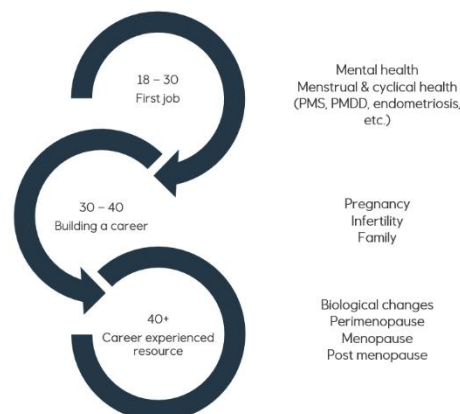 18 – 30
First job
Mental health
Menstrual & cyclical health
(PMS, PMDD, endometriosis,
etc.)
30 – 40
Building a career
Pregnancy
Infertility
Family
40+
Career experienced
resource
Biological changes
Perimenopause
Menopause
Post menopause